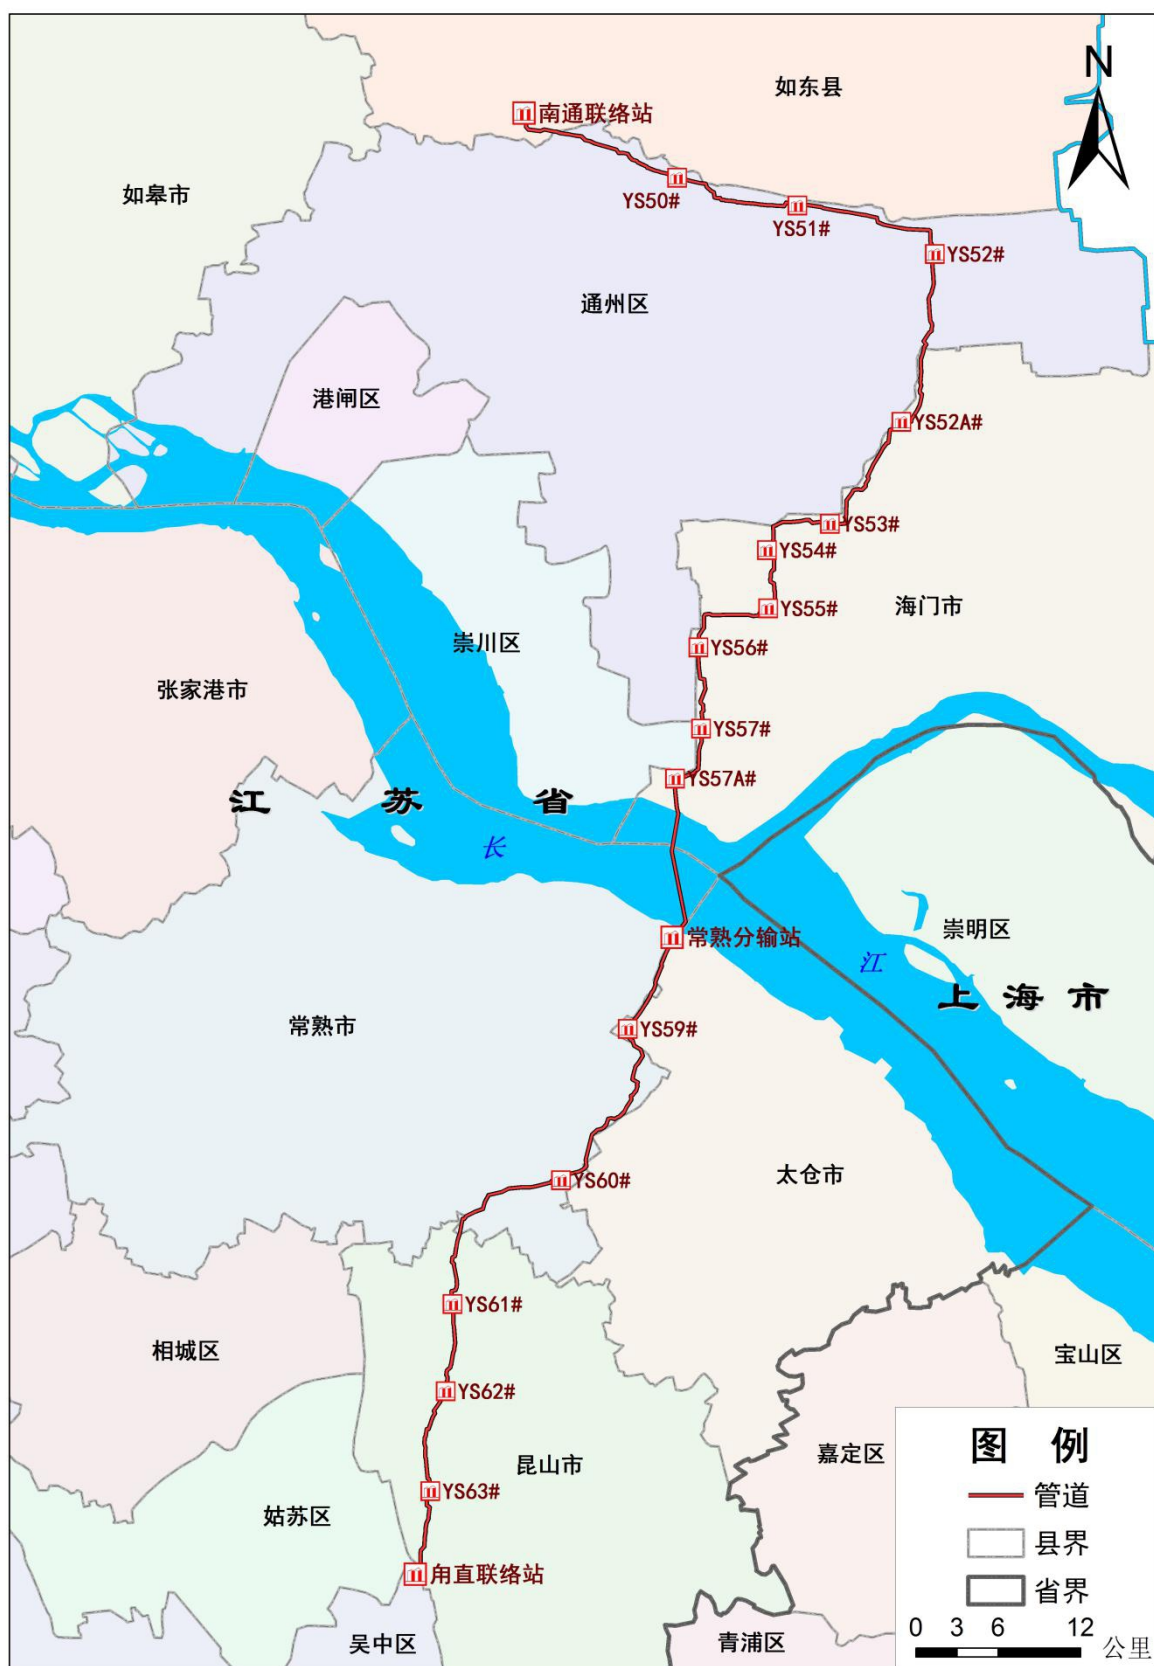 N
如东县
南通联络站
如皋市
YS50#
YS51#
YS52#
通州区
港闸区
YS52A#
YS53#
YS54#
海门市
YS55#
崇川区
YS56#
张家港市
YS57#
YS57A#
江 苏 省
长
崇明区
常熟分输站
江
上海市
常熟市
YS59#
太仓市
YS60#
YS61#
相城区
宝山区
YS62#
图 例
嘉定区
昆山市
YS63#
管道
姑苏区
县界
甪直联络站
省界
吴中区
青浦区
0 3 6 12 公里